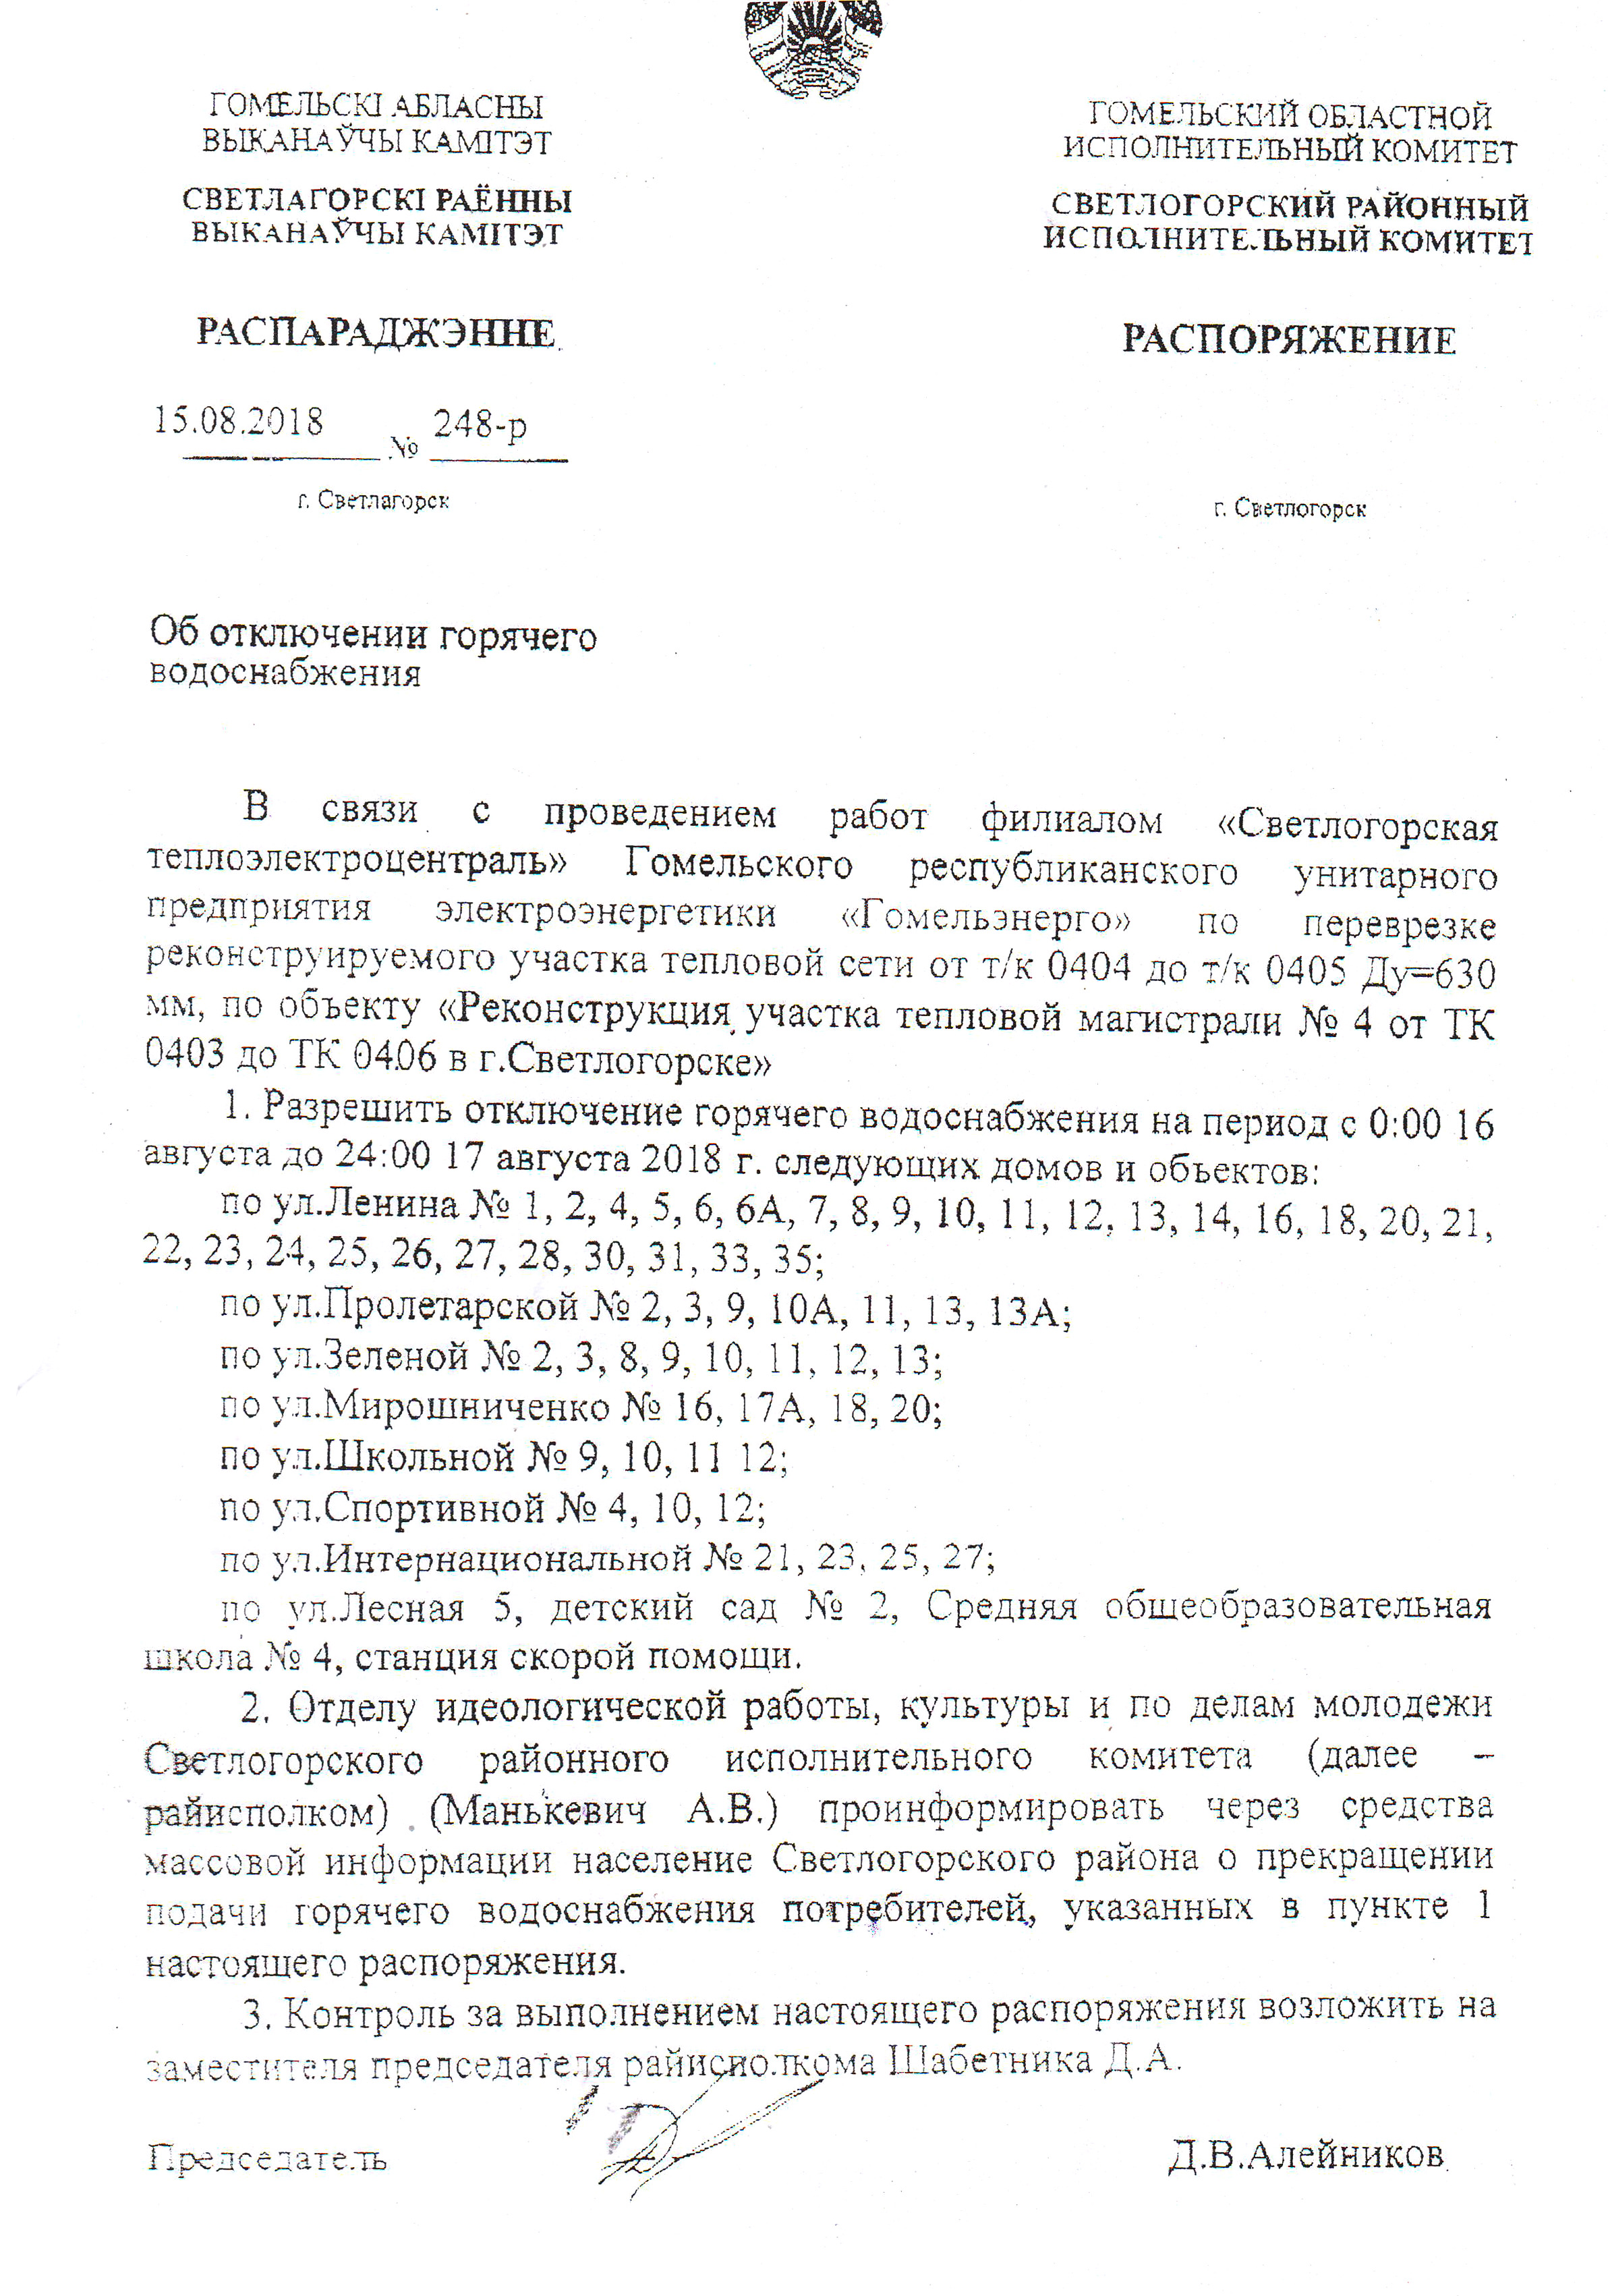 ГОМЕЛЬСКІ АБЛАСНЫ
ВЫКАНАЎЧЫ КАМІТЭТ
СВЕТЛАГОРСКІ РАЁННЫ
ВЫКАНАЎЧЫ КАМІТЭТ
РАСПАРАДЖЭННЕ
15.08.2018 № 248-р
г. Светлагорск
ГОМЕЛЬСКИЙ ОБЛАСТНОЙ
ИСПОЛНИТЕЛЬНЫЙ КОМИТЕТ
СВЕТЛОГОРСКИЙ РАЙОННЫЙ
ИСПОЛНИТЕЛЬНЫЙ КОМИТЕТ
РАСПОРЯЖЕНИЕ
г. Светлогорск
Об отключении горячего
водоснабжения
В связи с проведением работ филиалом «Светлогорская
теплоэлектроцентраль» Гомельского республиканского унитарного
предприятия электроэнергетики «Гомельэнерго» по переврезке
реконструируемого участка тепловой сети от т/к 0404 до т/к 0405 Ду=630
мм, по объекту «Реконструкция участка тепловой магистрали № 4 от ТК
0403 до ТК 0406 в г.Светлогорске»
1. Разрешить отключение горячего водоснабжения на период с 0:00 16
августа до 24:00 17 августа 2018 г. следующих домов и объектов:
по ул.Ленина № 1, 2, 4, 5, 6, 6А, 7, 8, 9, 10, 11, 12, 13, 14, 16, 18, 20, 21,
22, 23, 24, 25, 26, 27, 28, 30, 31, 33, 35;
по ул.Пролетарской № 2, 3, 9, 10А, 11, 13, 13А;
по ул.Зеленой № 2, 3, 8, 9, 10, 11, 12, 13;
по ул.Мирошниченко № 16, 17А, 18, 20;
по ул.Школьной № 9, 10, 11 12;
по ул.Спортивной № 4, 10, 12;
по ул.Интернациональной № 21, 23, 25, 27;
по ул.Лесная 5, детский сад № 2, Средняя общеобразовательная
школа № 4, станция скорой помощи.
2. Отделу идеологической работы, культуры и по делам молодежи
Светлогорского районного исполнительного комитета (далее –
райисполком) (Манькевич А.В.) проинформировать через средства
массовой информации население Светлогорского района о прекращении
подачи горячего водоснабжения потребителей, указанных в пункте 1
настоящего распоряжения.
3. Контроль за выполнением настоящего распоряжения возложить на
заместителя председателя райисполкома Шабетника Д.А.
Председатель Д.В.Алейников